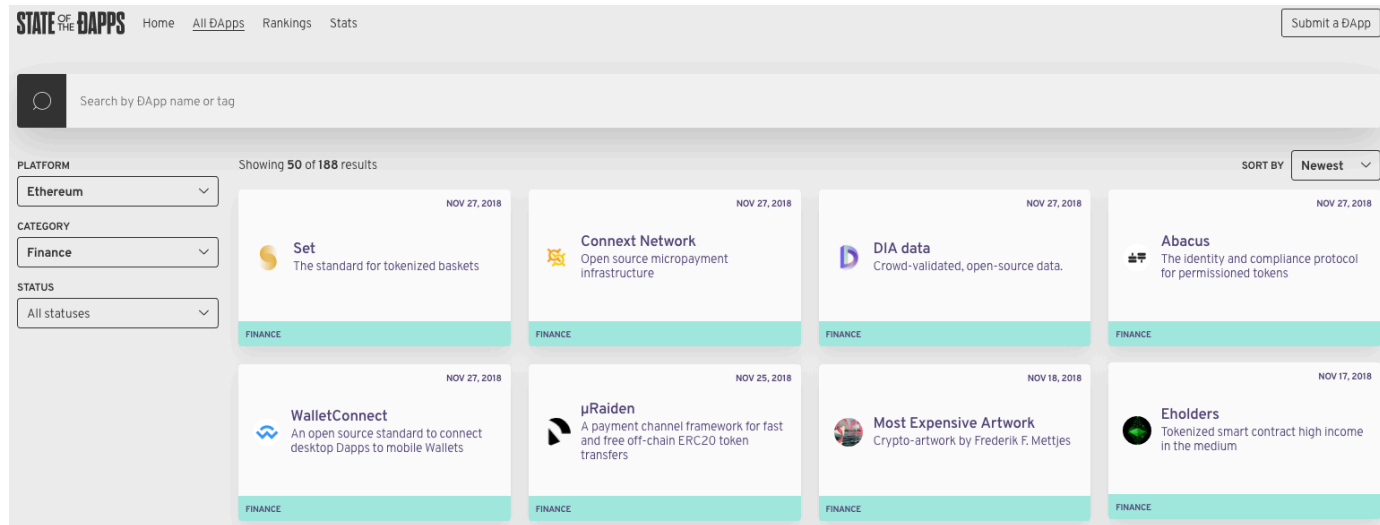 STATE OF THE ĐAPPS Home All ĐApps Rankings Stats Submit a ĐApp
Search by ĐApp name or tag
PLATFORM
Ethereum
CATEGORY
Finance
STATUS
All statuses
Showing 50 of 188 results
SORT BY Newest
NOV 27, 2018
Set
The standard for tokenized baskets
FINANCE
NOV 27, 2018
Connext Network
Open source micropayment
infrastructure
FINANCE
NOV 27, 2018
DIA data
Crowd-validated, open-source data.
FINANCE
NOV 27, 2018
Abacus
The identity and compliance protocol
for permissioned tokens
FINANCE
NOV 27, 2018
WalletConnect
An open source standard to connect
desktop Dapps to mobile Wallets
FINANCE
NOV 25, 2018
µRaiden
A payment channel framework for fast
and free off-chain ERC20 token
transfers
FINANCE
NOV 18, 2018
Most Expensive Artwork
Crypto-artwork by Frederik F. Mettjes
FINANCE
NOV 17, 2018
Eholders
Tokenized smart contract high income
in the medium
FINANCE